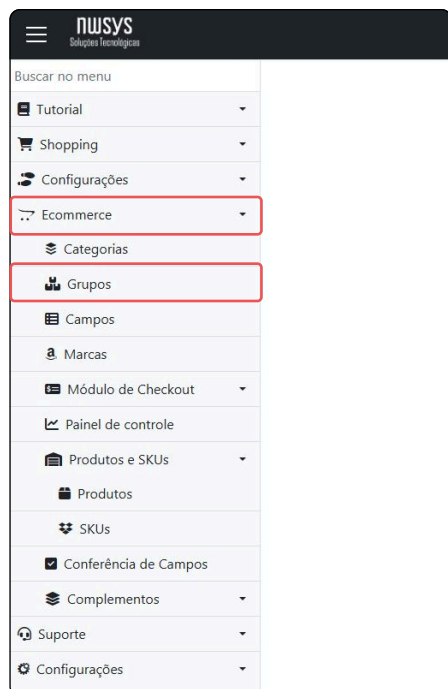 nwsys
Soluções Tecnológicas
Buscar no menu
Tutorial
Shopping
Configurações
Ecommerce
Categorias
Grupos
Campos
Marcas
Módulo de Checkout
Painel de controle
Produtos e SKUs
Produtos
SKUs
Conferência de Campos
Complementos
Suporte
Configurações